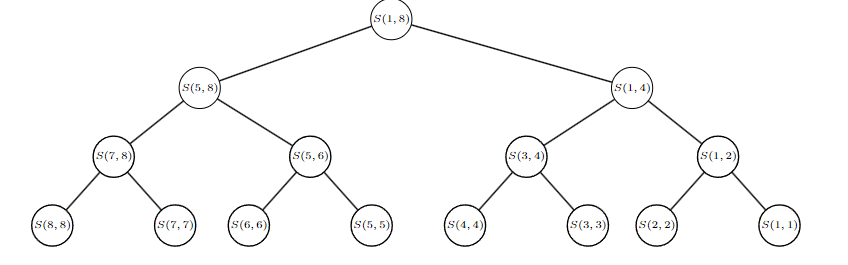 S(1, 8)
S(5, 8) S(1, 4)
S(7, 8) S(5, 6) S(3, 4) S(1, 2)
S(8, 8) S(7, 7) S(6, 6) S(5, 5) S(4, 4) S(3, 3) S(2, 2) S(1, 1)